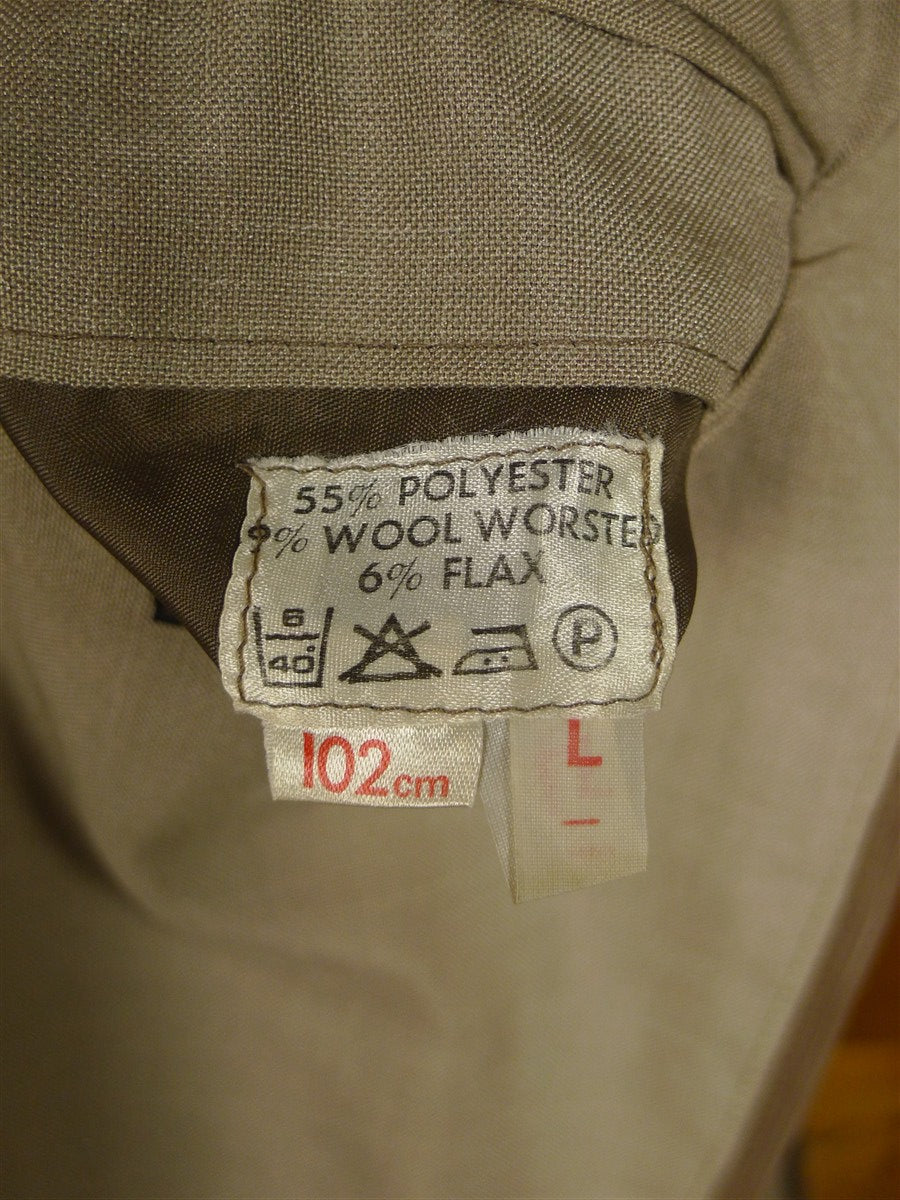 55% POLYESTER
9% WOOL WORSTED
6% FLAX
6
40°
P
102cm
L